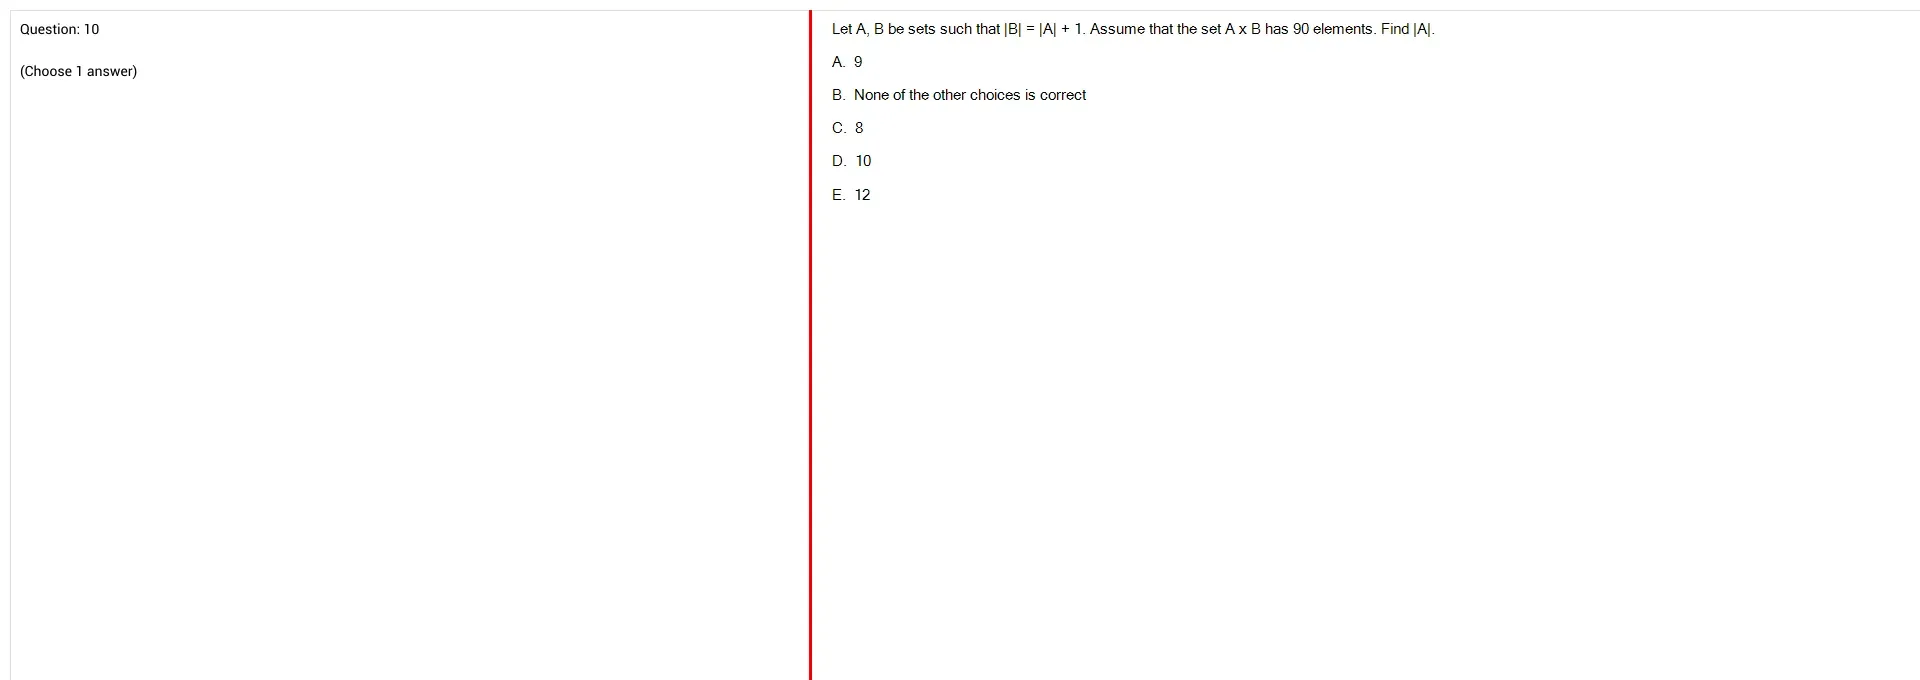 Question: 10
(Choose 1 answer)
Let A, B be sets such that |B| = |A| + 1. Assume that the set A x B has 90 elements. Find |A|.
A. 9
B. None of the other choices is correct
C. 8
D. 10
E. 12